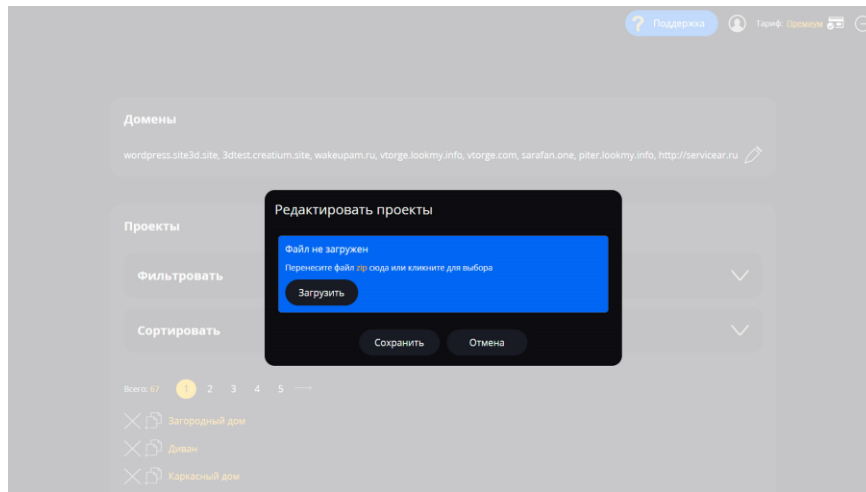 Поддержка
Тариф: Премиум
Домены
wordpress.site3d.site, 3dtest.creatium.site, wakeupam.ru, vtorge.lookmy.info, vtorge.com, sarafan.one, piter.lookmy.info, http://servicear.ru
Редактировать проекты
Проекты
Файл не загружен
Перенесите файл zip сюда или кликните для выбора
Фильтровать
Загрузить
Сортировать
Сохранить Отмена
Всего: 67 1 2 3 4 5
Загородный дом
Диван
Каркасный дом